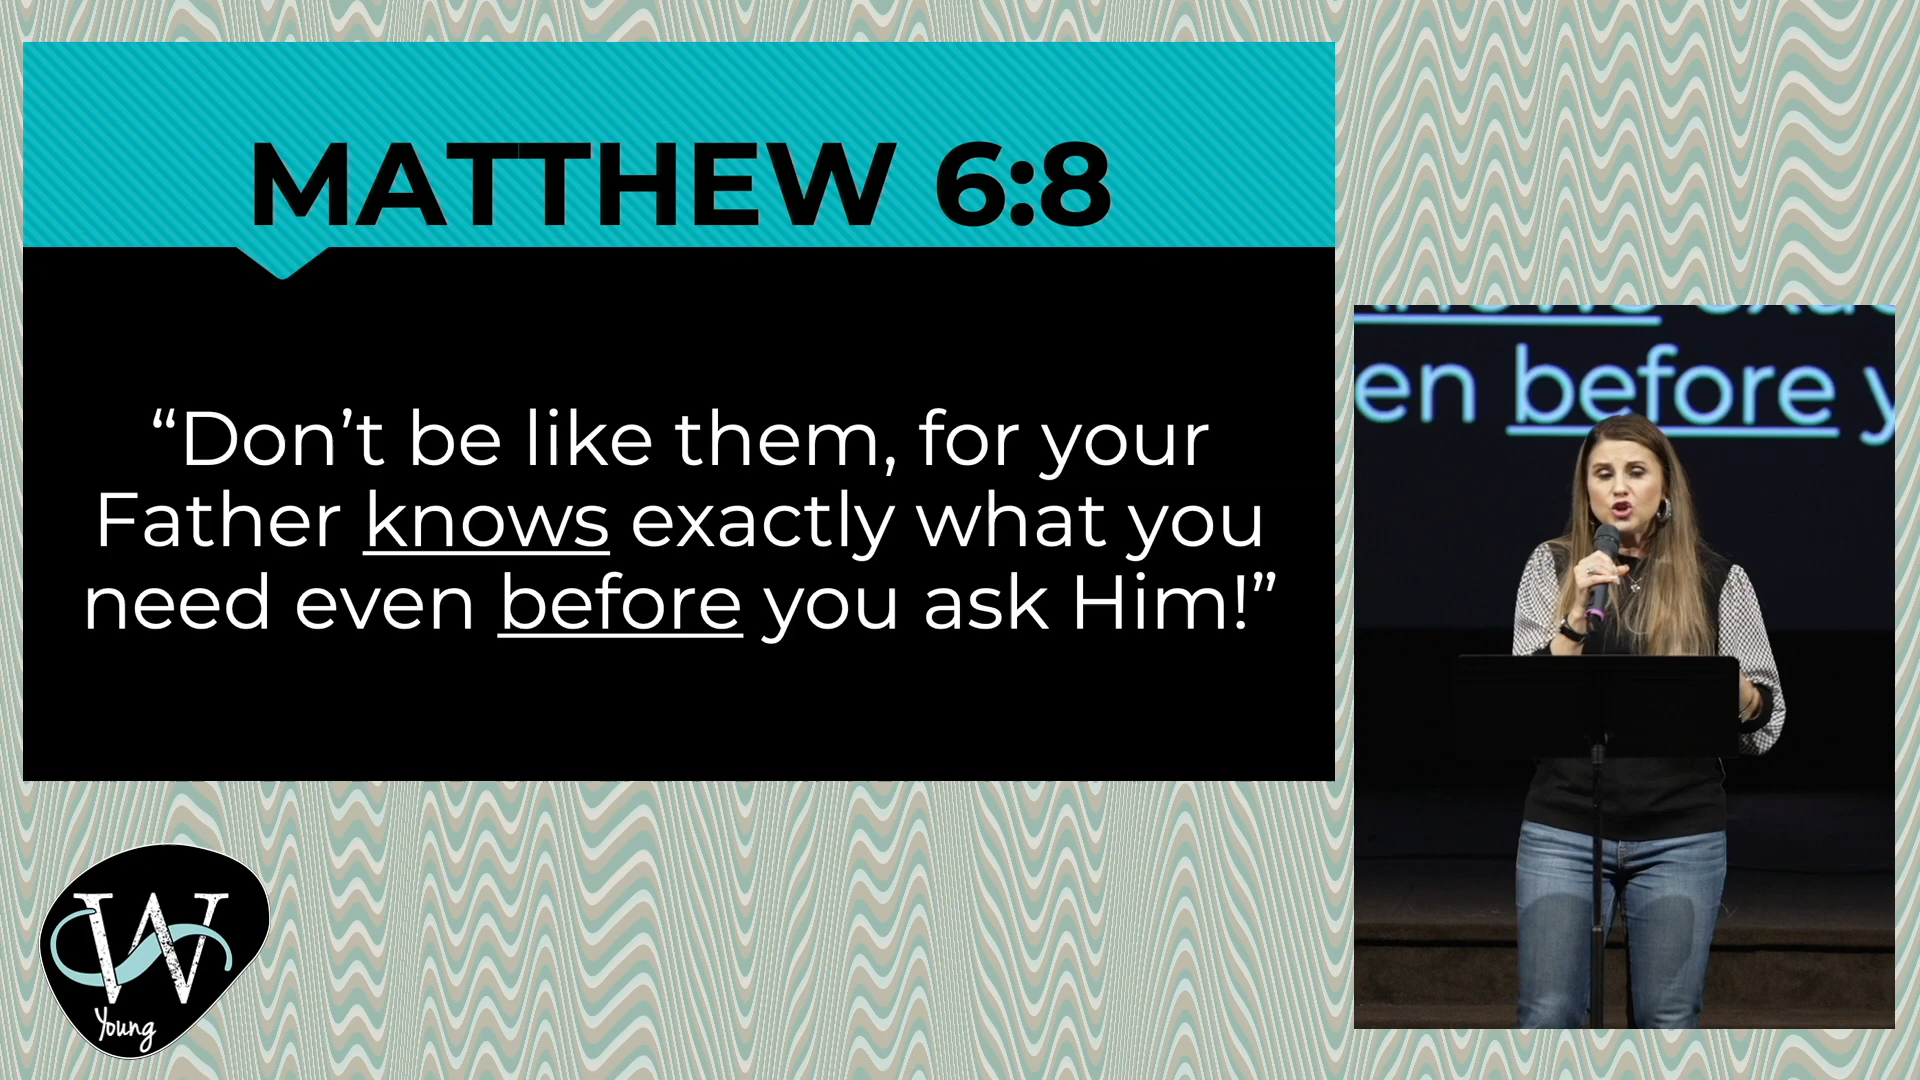 MATTHEW 6:8
“Don’t be like them, for your
Father knows exactly what you
need even before you ask Him!”
en before y
W
Young